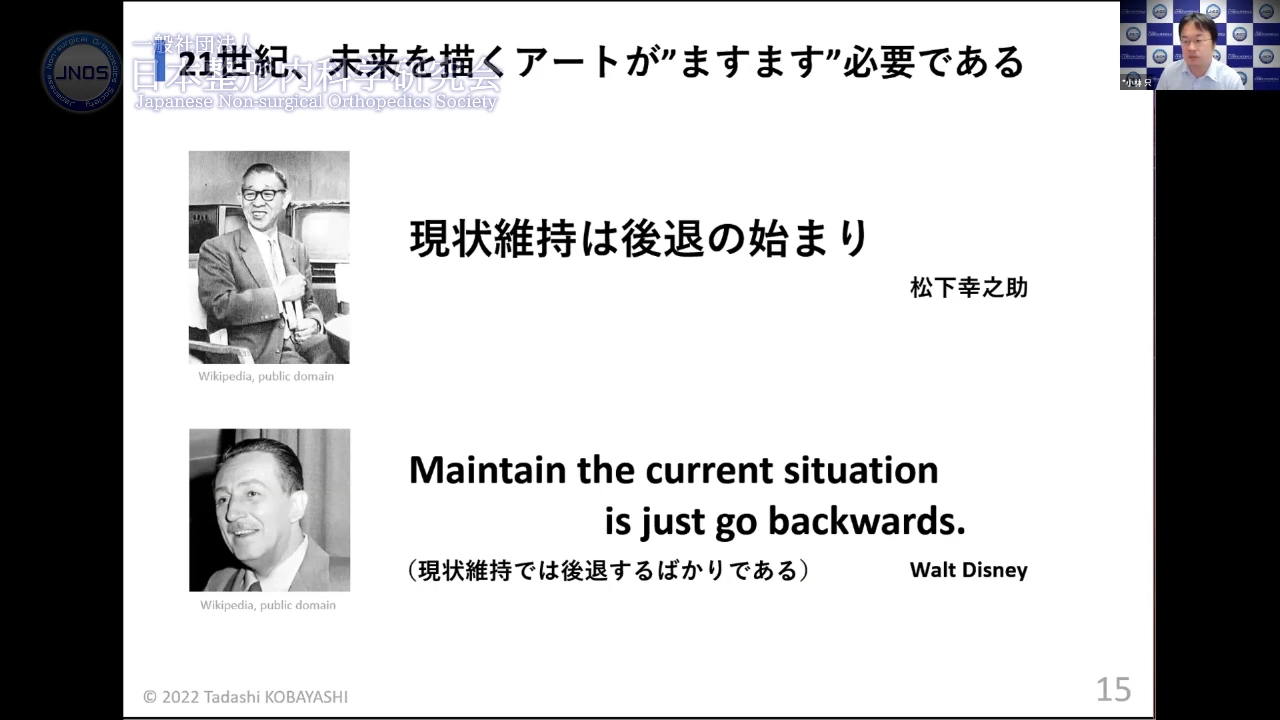 一般社団法人
日本整形内科学研究会
Japanese Non-surgical Orthopedics Society
JNOS
Japanese Non-surgical Orthopedics Society
21世紀、未来を描くアートが”ますます”必要である
小林 只
現状維持は後退の始まり
松下幸之助
Wikipedia, public domain
Maintain the current situation
is just go backwards.
（現状維持では後退するばかりである）
Walt Disney
Wikipedia, public domain
© 2022 Tadashi KOBAYASHI
15